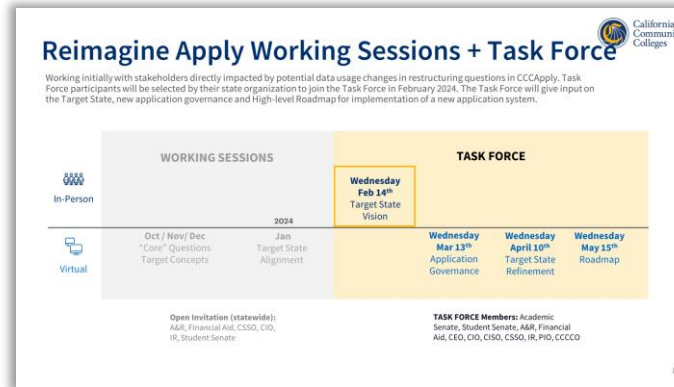 California
Community
Colleges
Reimagine Apply Working Sessions + Task Force
Working initially with stakeholders directly impacted by potential data usage changes in restructuring questions in CCCApply. Task
Force participants will be selected by their state organization to join the Task Force in February 2024. The Task Force will give input on
the Target State, new application governance and High-level Roadmap for implementation of a new application system.
WORKING SESSIONS
TASK FORCE
In-Person
Wednesday
Feb 14th
Target State
Vision
2024
Virtual
Oct / Nov/ Dec
"Core" Questions
Target Concepts
Jan
Target State
Alignment
Wednesday
Mar 13th
Application
Governance
Wednesday
April 10th
Target State
Refinement
Wednesday
May 15th
Roadmap
Open Invitation (statewide):
A&R, Financial Aid, CSSO, CIO,
IR, Student Senate
TASK FORCE Members: Academic
Senate, Student Senate, A&R, Financial
Aid, CEO, CIO, CISO, CSSO, IR, PIO, CCCCO